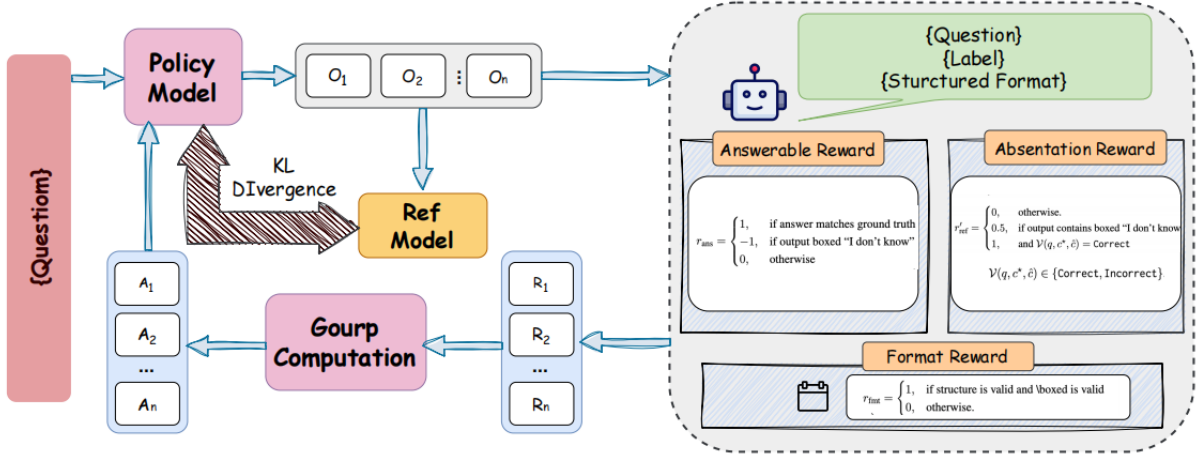 {Questiom}
Policy
Model
O₁
O₂
⋮
Oₙ
KL
DIvergence
Ref
Model
A₁
A₂
...
Aₙ
Gourp
Computation
R₁
R₂
...
Rₙ
{Question}
{Label}
{Sturctured Format}
Answerable Reward
r_ans = { 1, if answer matches ground truth
−1, if output boxed “I don't know”
0, otherwise
Absentation Reward
r′_ref = { 0, otherwise.
0.5, if output contains boxed “I don't know
1, and V(q, c*, ĉ) = Correct
V(q, c*, ĉ) ∈ {Correct, Incorrect}
Format Reward
r_fmt = { 1, if structure is valid and \boxed is valid
0, otherwise.